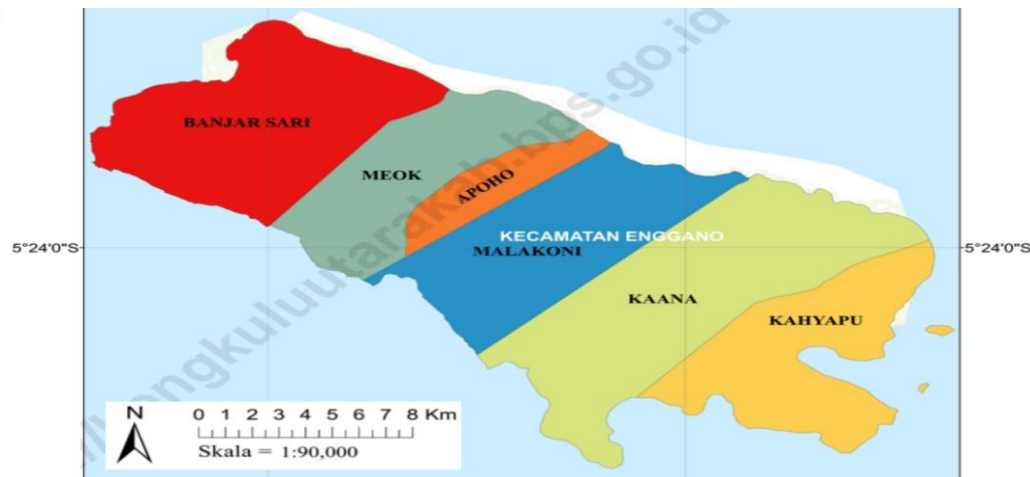 BANJAR SARI
MEOK
APOHO
5°24'0"S
KECAMATAN ENGGANO
5°24'0"S
MALAKONI
KAANA
KAHYAPU
N
0 1 2 3 4 5 6 7 8 Km
Skala = 1:90,000